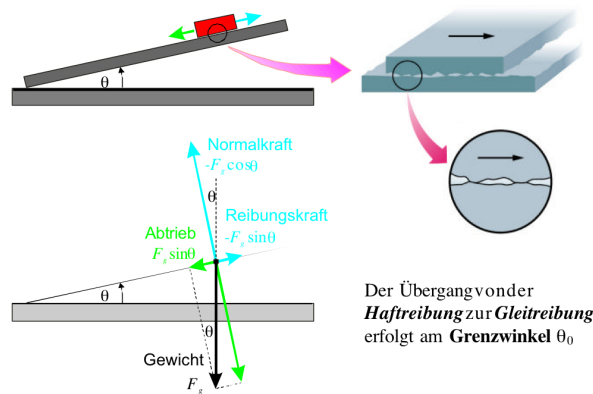 θ
Normalkraft
-F_g cosθ
θ
Reibungskraft
-F_g sinθ
Abtrieb
F_g sinθ
θ
θ
Gewicht
F_g
Der Übergangvonder
Haftreibung zur Gleitreibung
erfolgt am Grenzwinkel θ₀